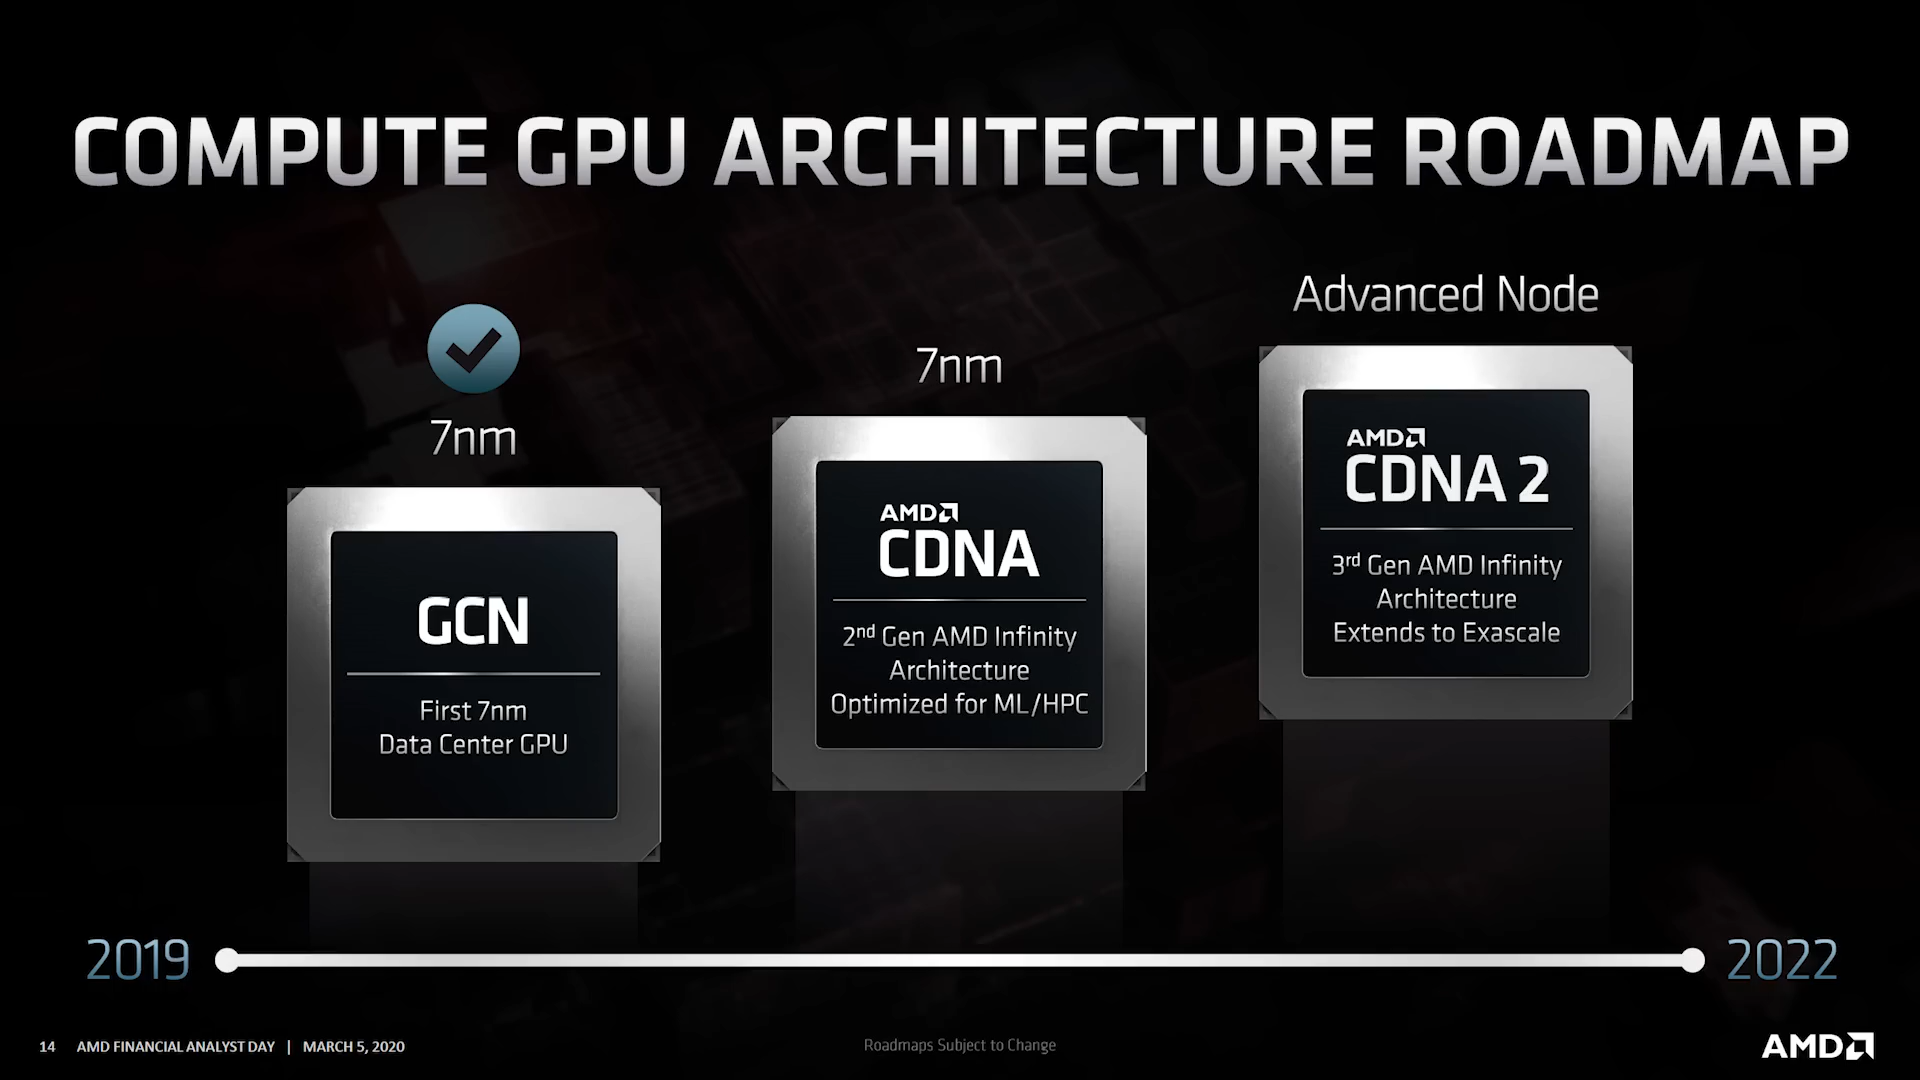 COMPUTE GPU ARCHITECTURE ROADMAP
7nm
GCN
First 7nm
Data Center GPU
7nm
AMD
CDNA
2nd Gen AMD Infinity
Architecture
Optimized for ML/HPC
Advanced Node
AMD
CDNA 2
3rd Gen AMD Infinity
Architecture
Extends to Exascale
2019
2022
14 AMD FINANCIAL ANALYST DAY | MARCH 5, 2020
Roadmaps Subject to Change
AMD